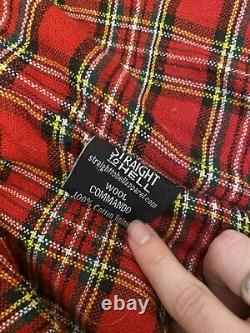 STRAIGHT
TO HELL
straighttohellapparel.com
WOOL
COMMANDO
100% Cotton lining